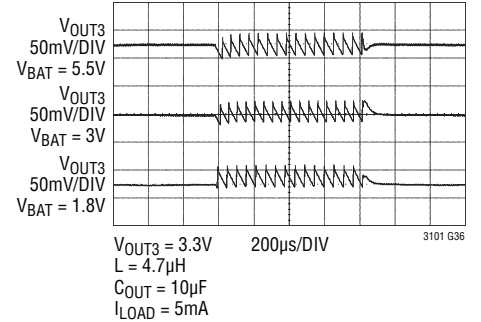 VOUT3
50mV/DIV
VBAT = 5.5V
VOUT3
50mV/DIV
VBAT = 3V
VOUT3
50mV/DIV
VBAT = 1.8V
3101 G36
VOUT3 = 3.3V 200µs/DIV
L = 4.7µH
COUT = 10µF
ILOAD = 5mA